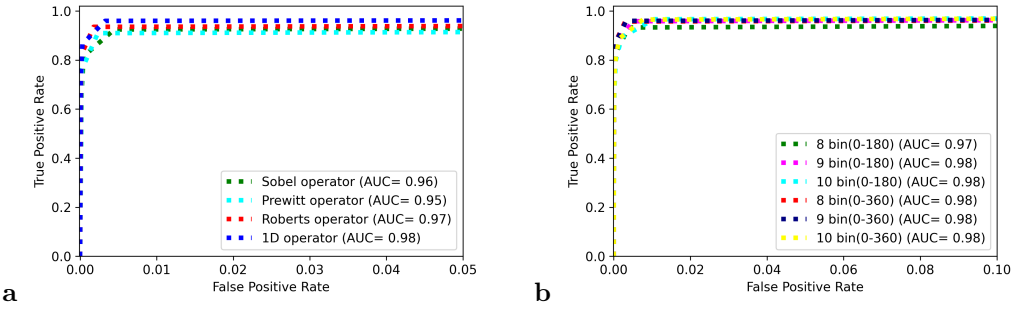 1.0
0.8
0.6
0.4
0.2
0.0
True Positive Rate
Sobel operator (AUC= 0.96)
Prewitt operator (AUC= 0.95)
Roberts operator (AUC= 0.97)
1D operator (AUC= 0.98)
0.00 0.01 0.02 0.03 0.04 0.05
False Positive Rate
a
1.0
0.8
0.6
0.4
0.2
0.0
True Positive Rate
8 bin(0-180) (AUC= 0.97)
9 bin(0-180) (AUC= 0.98)
10 bin(0-180) (AUC= 0.98)
8 bin(0-360) (AUC= 0.98)
9 bin(0-360) (AUC= 0.98)
10 bin(0-360) (AUC= 0.98)
0.00 0.02 0.04 0.06 0.08 0.10
False Positive Rate
b